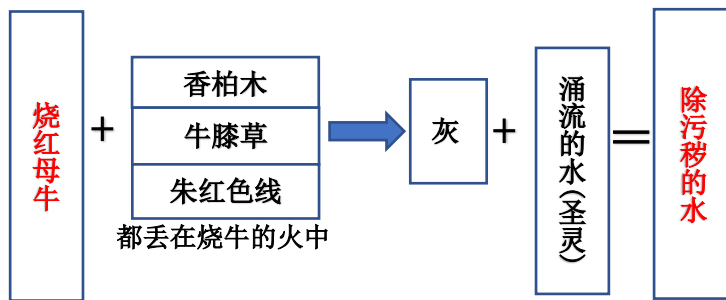 烧红母牛
+
香柏木
牛膝草
朱红色线
都丢在烧牛的火中
灰
+
涌流的水(圣灵)
=
除污秽的水